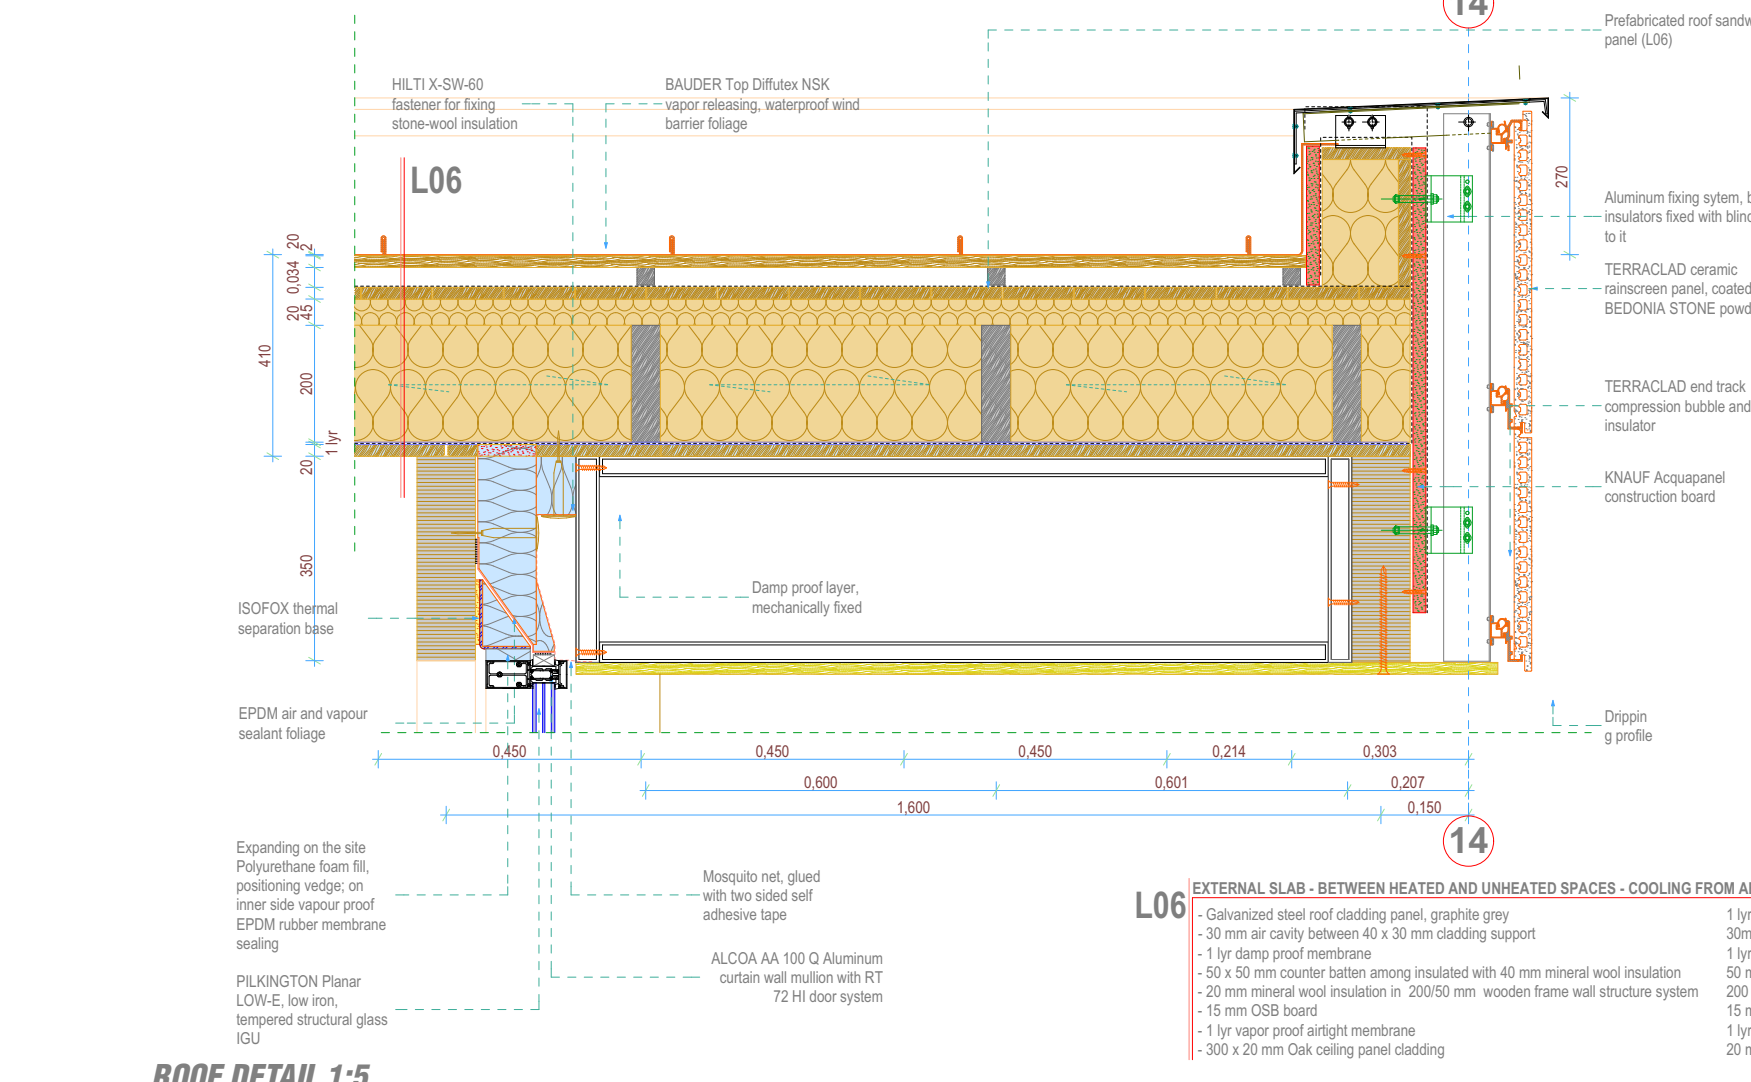 14
Prefabricated roof
panel (L06)
HILTI X-SW-60
fastener for fixing
stone-wool insulation
BAUDER Top Diffutex NSK
vapor releasing, waterproof wind
barrier foliage
L06
270
Aluminum fixing sytem,
insulators fixed with
to it
TERRACLAD ceramic
rainscreen panel, coated
BEDONIA STONE
20
2
0,034
20
45
410
200
1 lyr
20
350
TERRACLAD end track
compression bubble and
insulator
KNAUF Acquapanel
construction board
Damp proof layer,
mechanically fixed
ISOFOX thermal
separation base
EPDM air and vapour
sealant foliage
Drippin
g profile
0,450
0,450
0,450
0,214
0,303
0,600
0,601
0,207
1,600
0,150
14
Expanding on the site
Polyurethane foam fill,
positioning vedge; on
inner side vapour proof
EPDM rubber membrane
sealing
Mosquito net, glued
with two sided self
adhesive tape
ALCOA AA 100 Q Aluminum
curtain wall mullion with RT
72 HI door system
PILKINGTON Planar
LOW-E, low iron,
tempered structural glass
IGU
L06
EXTERNAL SLAB - BETWEEN HEATED AND UNHEATED SPACES - COOLING FROM
- Galvanized steel roof cladding panel, graphite grey 1 lyr
- 30 mm air cavity between 40 x 30 mm cladding support
- 1 lyr damp proof membrane 1 lyr
- 50 x 50 mm counter batten among insulated with 40 mm mineral wool insulation 50
- 20 mm mineral wool insulation in 200/50 mm wooden frame wall structure system 200
- 15 mm OSB board 15
- 1 lyr vapor proof airtight membrane 1 lyr
- 300 x 20 mm Oak ceiling panel cladding 20
ROOF DETAIL 1:5